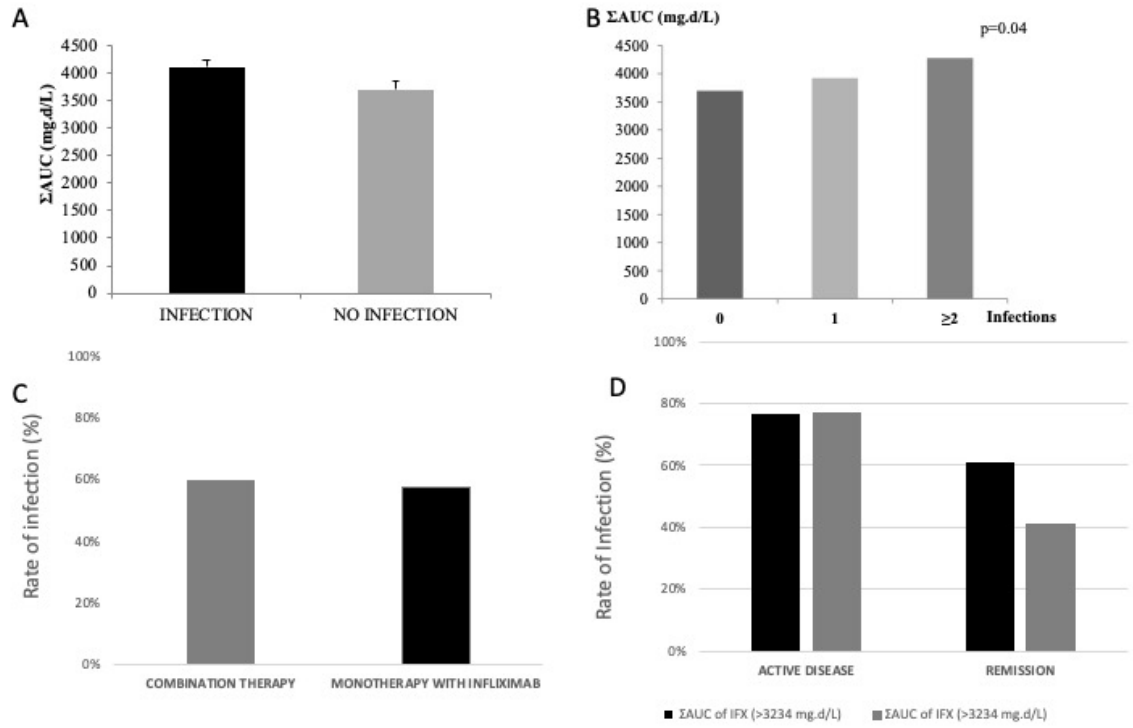 A
ΣAUC (mg.d/L)
4500
4000
3500
3000
2500
2000
1500
1000
500
0
INFECTION
NO INFECTION
B
ΣAUC (mg.d/L)
p=0.04
4500
4000
3500
3000
2500
2000
1500
1000
500
0
0
1
≥2
Infections
C
Rate of infection (%)
100%
80%
60%
40%
20%
0%
COMBINATION THERAPY
MONOTHERAPY WITH INFLIXIMAB
D
Rate of Infection (%)
100%
80%
60%
40%
20%
0%
ACTIVE DISEASE
REMISSION
ΣAUC of IFX (>3234 mg.d/L)
ΣAUC of IFX (>3234 mg.d/L)